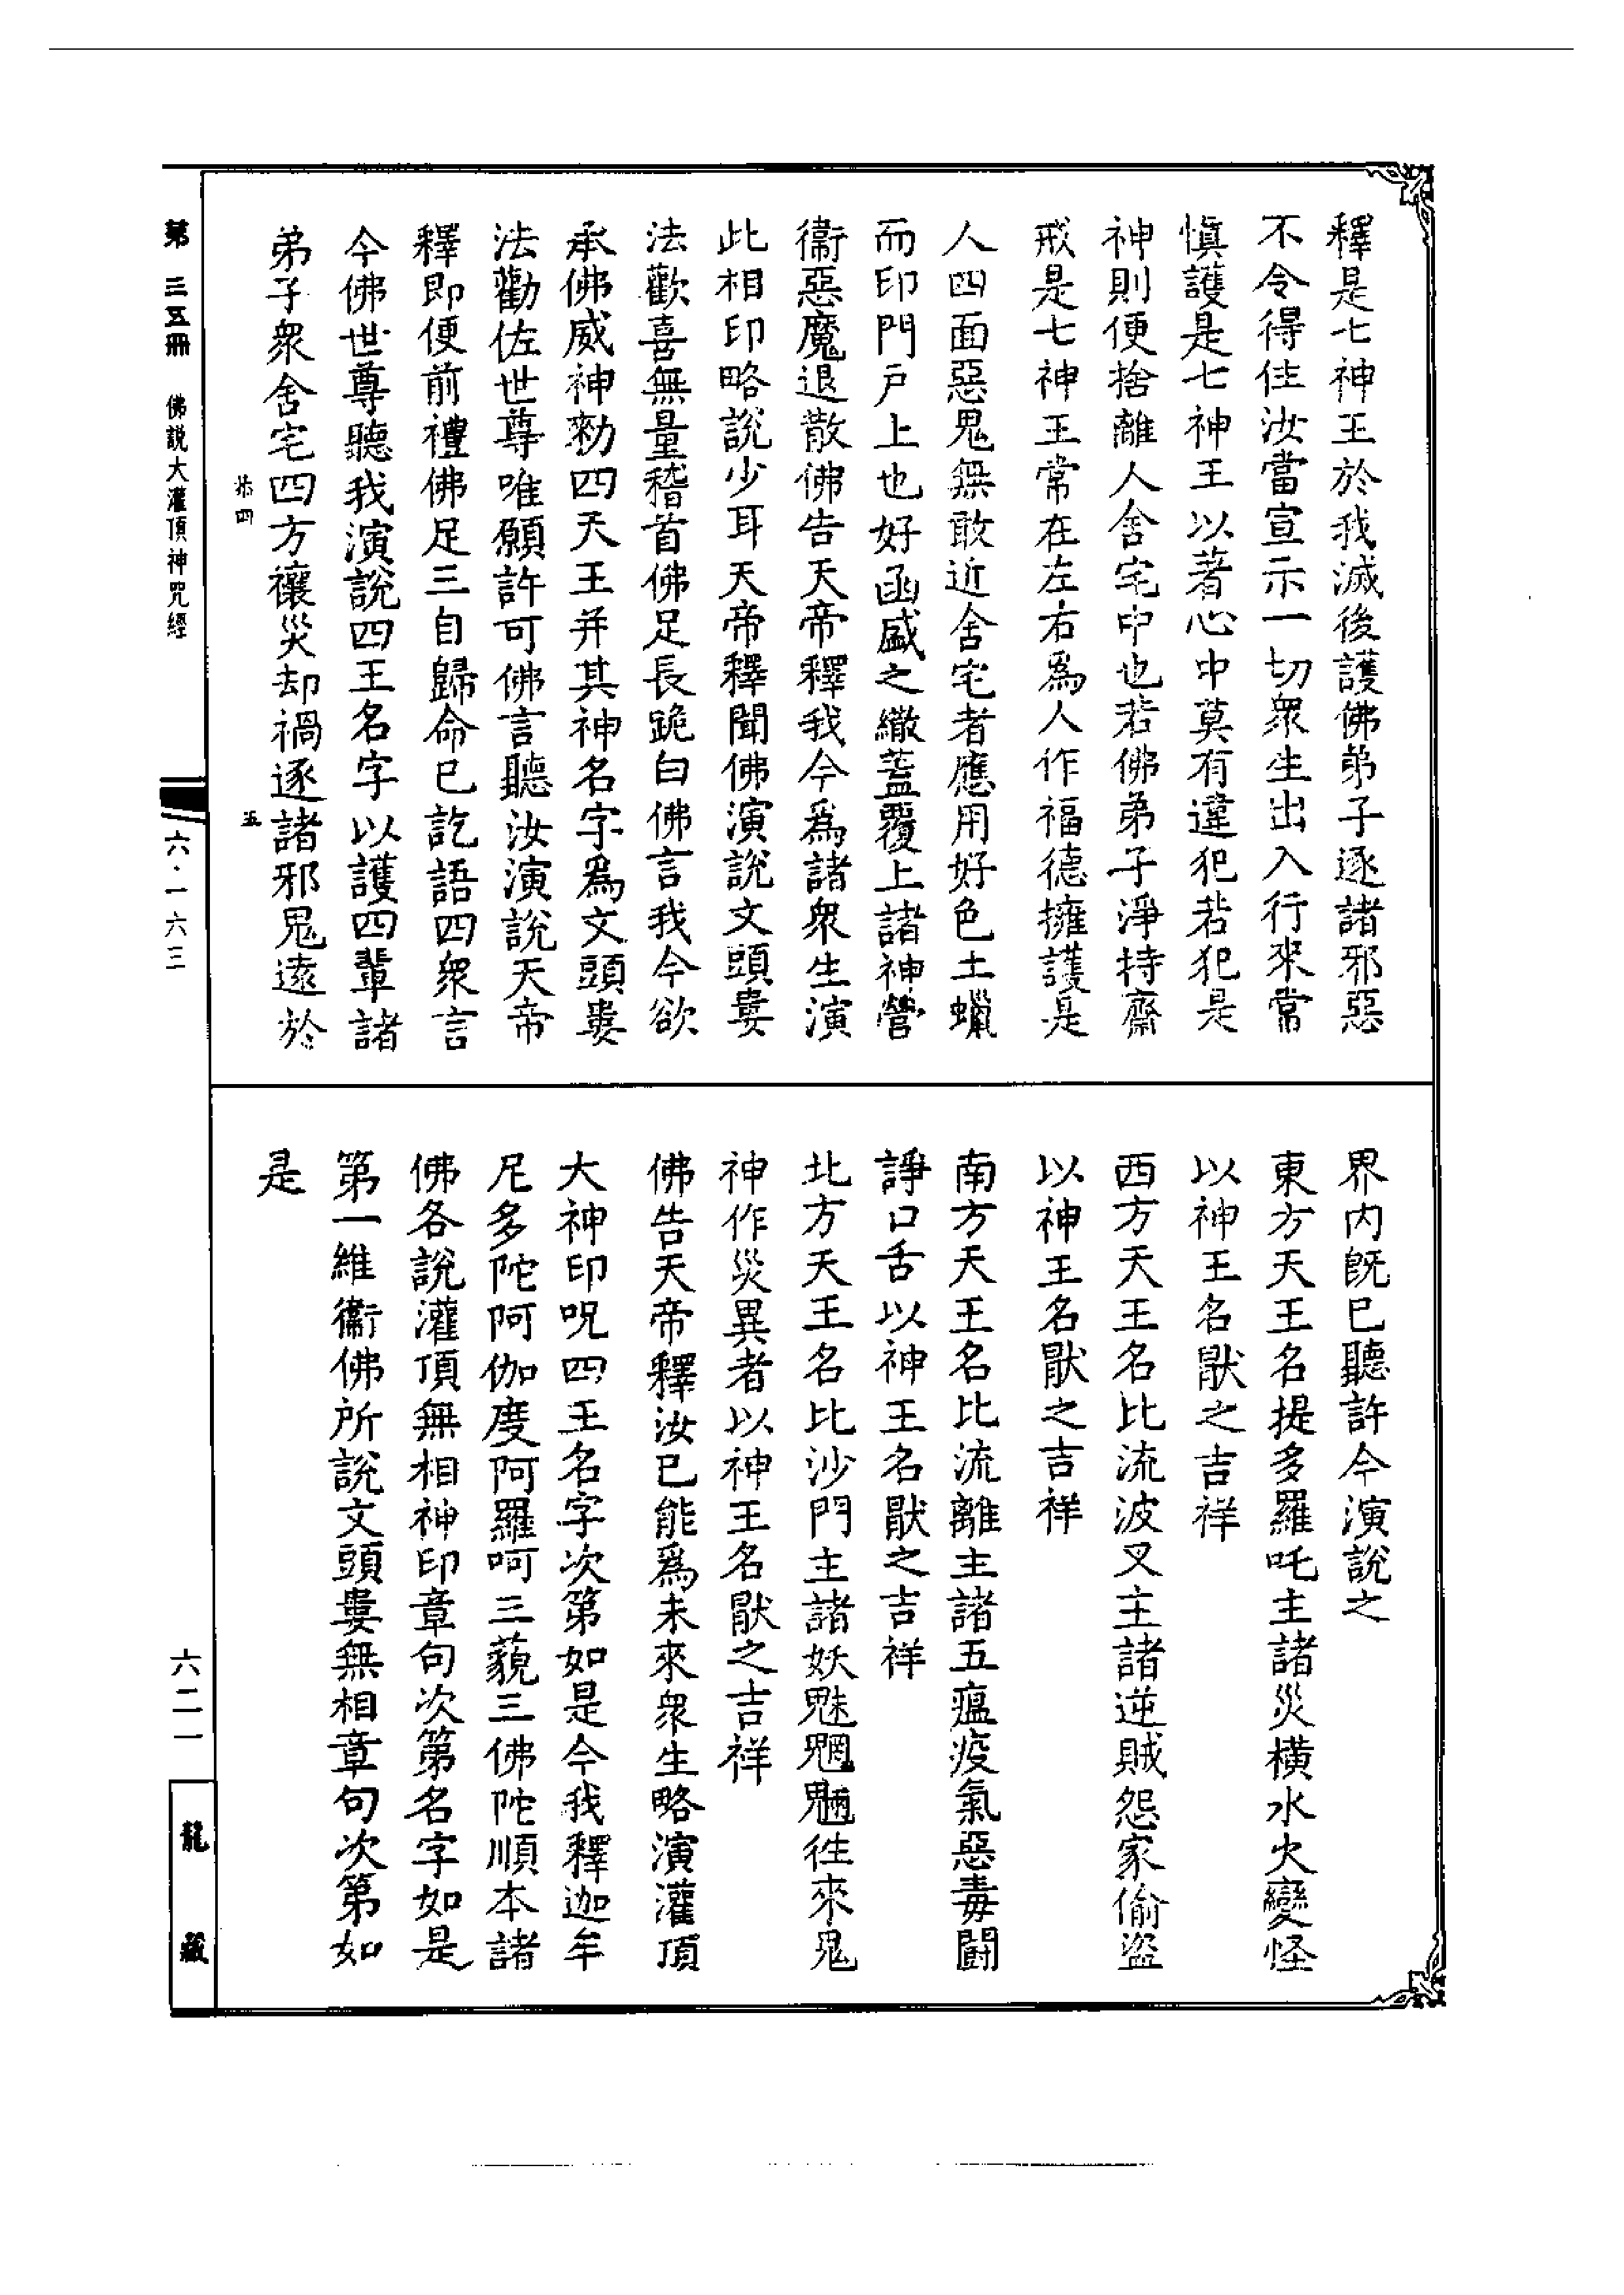 釋是七神王於我滅後護佛弟子逐諸邪惡
不令得住汝當宣示一切眾生出入行來常
慎護是七神王以著心中莫有違犯若犯是
神則便捨離人舍宅中也若佛弟子淨持齋
戒是七神王常在左右為人作福德擁護是
人四面惡鬼無敢近舍宅者應用好色土蠟
而印門戶上也好函盛之繖蓋覆上諸神營
衞惡魔退散佛告天帝釋我今為諸眾生演
此相印略說少耳天帝釋聞佛演說文頭婁
法歡喜無量稽首佛足長跪白佛言我今欲
承佛威神勑四天王并其神名字為文頭婁
法勸佐世尊唯願許可佛言聽汝演說天帝
釋即便前禮佛足三自歸命已訖語四眾言
今佛世尊聽我演說四王名字以護四輩諸
弟子眾舍宅四方禳災却禍逐諸邪鬼遠於
恭四
五
界內既已聽許今演說之
東方天王名提多羅吒主諸災橫水火變怪
以神王名猒之吉祥
西方天王名比流波叉主諸逆賊怨家偷盜
以神王名猒之吉祥
南方天王名比流離主諸五瘟疫氣惡毒鬪
諍口舌以神王名猒之吉祥
北方天王名比沙門主諸妖魅魍魎往來鬼
神作災異者以神王名猒之吉祥
佛告天帝釋汝已能為未來眾生略演灌頂
大神印呪四王名字次第如是今我釋迦牟
尼多陀阿伽度阿羅呵三藐三佛陀順本諸
佛各說灌頂無相神印章句次第名字如是
第一維衞佛所說文頭婁無相章句次第如
是
第三五冊 佛說大灌頂神咒經
六·一六三
六二一
龍藏